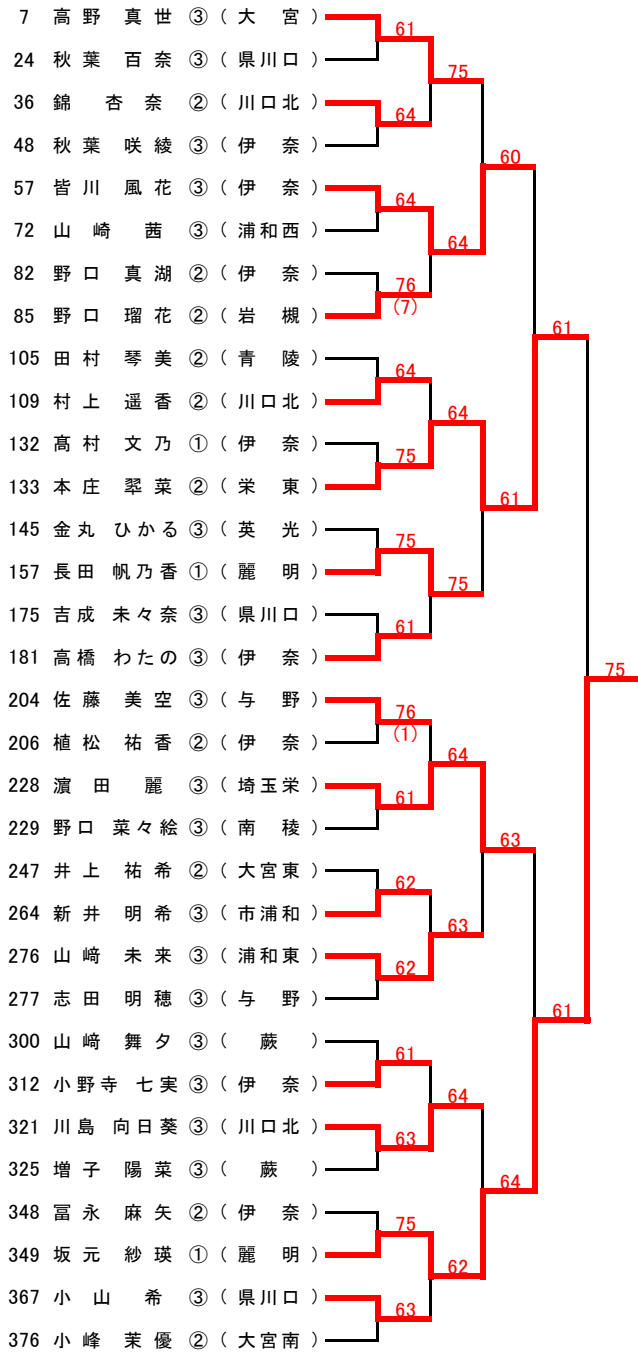 7 高野 真世 ③ ( 大 宮 )
61
24 秋葉 百奈 ③ ( 県川口 )
75
36 錦 杏奈 ② ( 川口北 )
64
48 秋葉 咲綾 ③ ( 伊 奈 )
60
57 皆川 風花 ③ ( 伊 奈 )
64
72 山崎 茜 ③ ( 浦和西 )
64
82 野口 真湖 ② ( 伊 奈 )
76
(7)
85 野口 瑠花 ② ( 岩 槻 )
61
105 田村 琴美 ② ( 青 陵 )
64
109 村上 遥香 ② ( 川口北 )
64
132 髙村 文乃 ① ( 伊 奈 )
75
133 本庄 翠菜 ② ( 栄 東 )
61
145 金丸 ひかる ③ ( 英 光 )
75
157 長田 帆乃香 ① ( 麗 明 )
75
175 吉成 未々奈 ③ ( 県川口 )
61
181 高橋 わたの ③ ( 伊 奈 )
75
204 佐藤 美空 ③ ( 与 野 )
76
(1)
206 植松 祐香 ② ( 伊 奈 )
64
228 濵田 麗 ③ ( 埼玉栄 )
61
229 野口 菜々絵 ③ ( 南 稜 )
63
247 井上 祐希 ② ( 大宮東 )
62
264 新井 明希 ③ ( 市浦和 )
63
276 山﨑 未来 ③ ( 浦和東 )
62
277 志田 明穂 ③ ( 与 野 )
61
300 山﨑 舞夕 ③ ( 蕨 )
61
312 小野寺 七実 ③ ( 伊 奈 )
64
321 川島 向日葵 ③ ( 川口北 )
63
325 増子 陽菜 ③ ( 蕨 )
64
348 冨永 麻矢 ② ( 伊 奈 )
75
349 坂元 紗瑛 ① ( 麗 明 )
62
367 小山 希 ③ ( 県川口 )
63
376 小峰 茉優 ② ( 大宮南 )